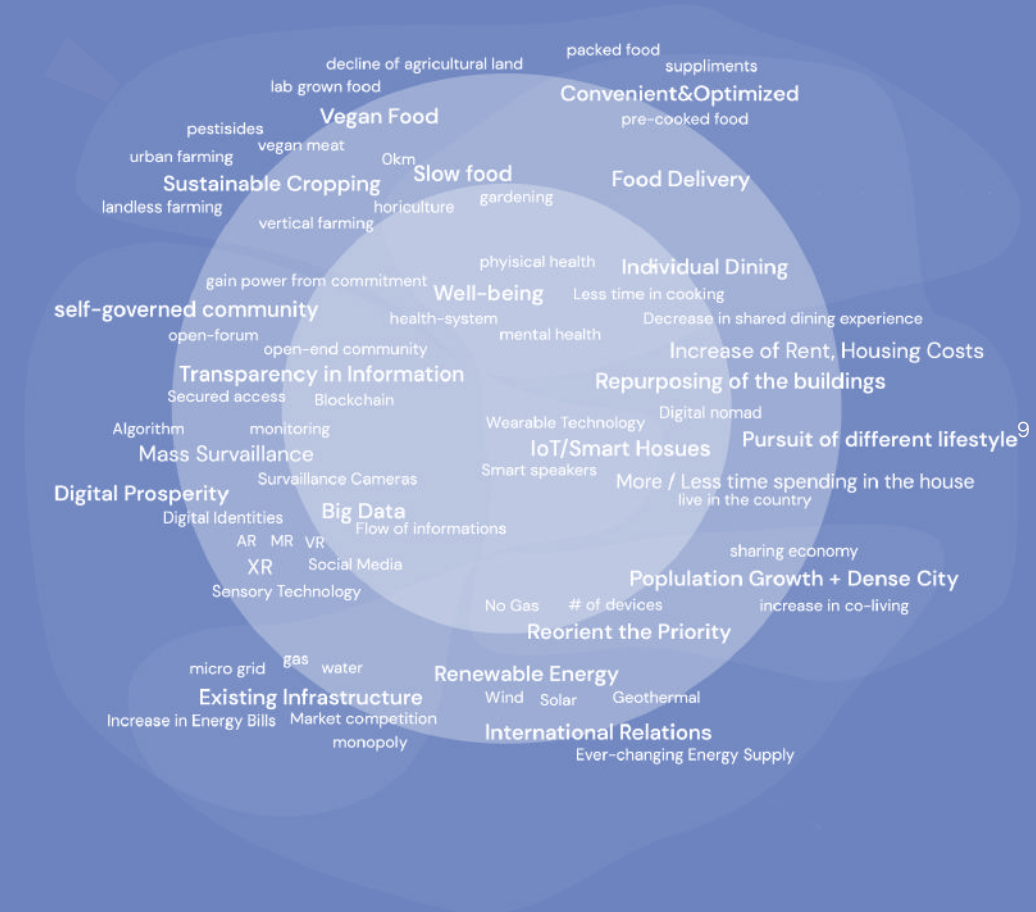 packed food
decline of agricultural land
suppliments
lab grown food
Convenient&Optimized
Vegan Food
pre-cooked food
pestisides
vegan meat
urban farming
0km
Slow food
Food Delivery
Sustainable Cropping
gardening
landless farming
horiculture
vertical farming
phyisical health
Individual Dining
gain power from commitment
Well-being
Less time in cooking
self-governed community
health-system
Decrease in shared dining experience
open-forum
mental health
open-end community
Increase of Rent, Housing Costs
Transparency in Information
Repurposing of the buildings
Secured access
Blockchain
Digital nomad
Wearable Technology
Algorithm
monitoring
Pursuit of different lifestyle
9
Mass Survaillance
IoT/Smart Hosues
Smart speakers
Survaillance Cameras
More / Less time spending in the house
Digital Prosperity
live in the country
Big Data
Digital Identities
Flow of informations
AR MR VR
sharing economy
XR
Social Media
Poplulation Growth + Dense City
Sensory Technology
No Gas
# of devices
increase in co-living
Reorient the Priority
micro grid
gas
water
Renewable Energy
Existing Infrastructure
Wind
Solar
Geothermal
Increase in Energy Bills
Market competition
International Relations
monopoly
Ever-changing Energy Supply